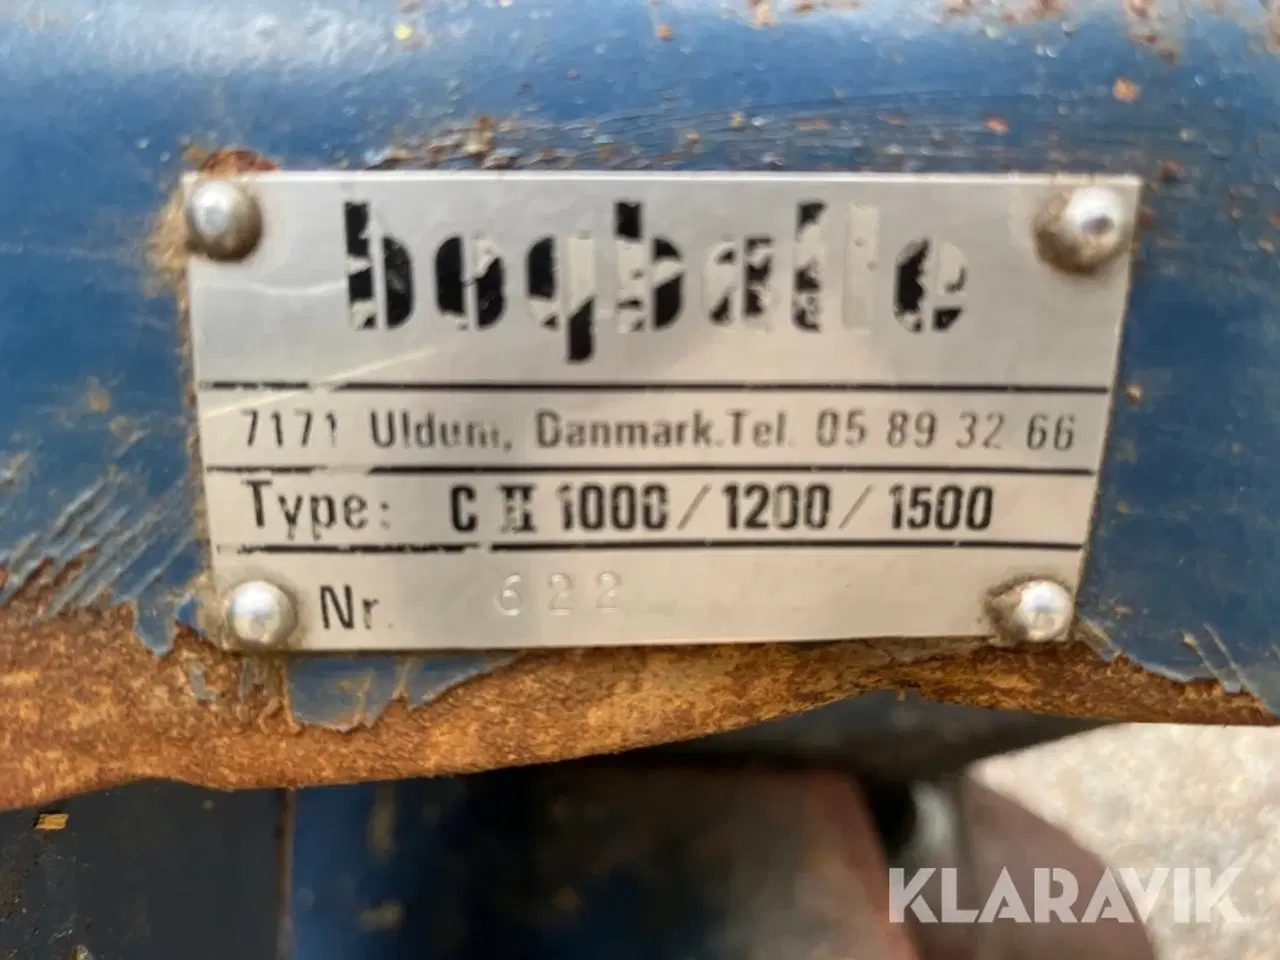 bogballe
7171 Uldum, Danmark. Tel. 05 89 32 66
Type: C II 1000 / 1200 / 1500
Nr. 622
KLARAVIK